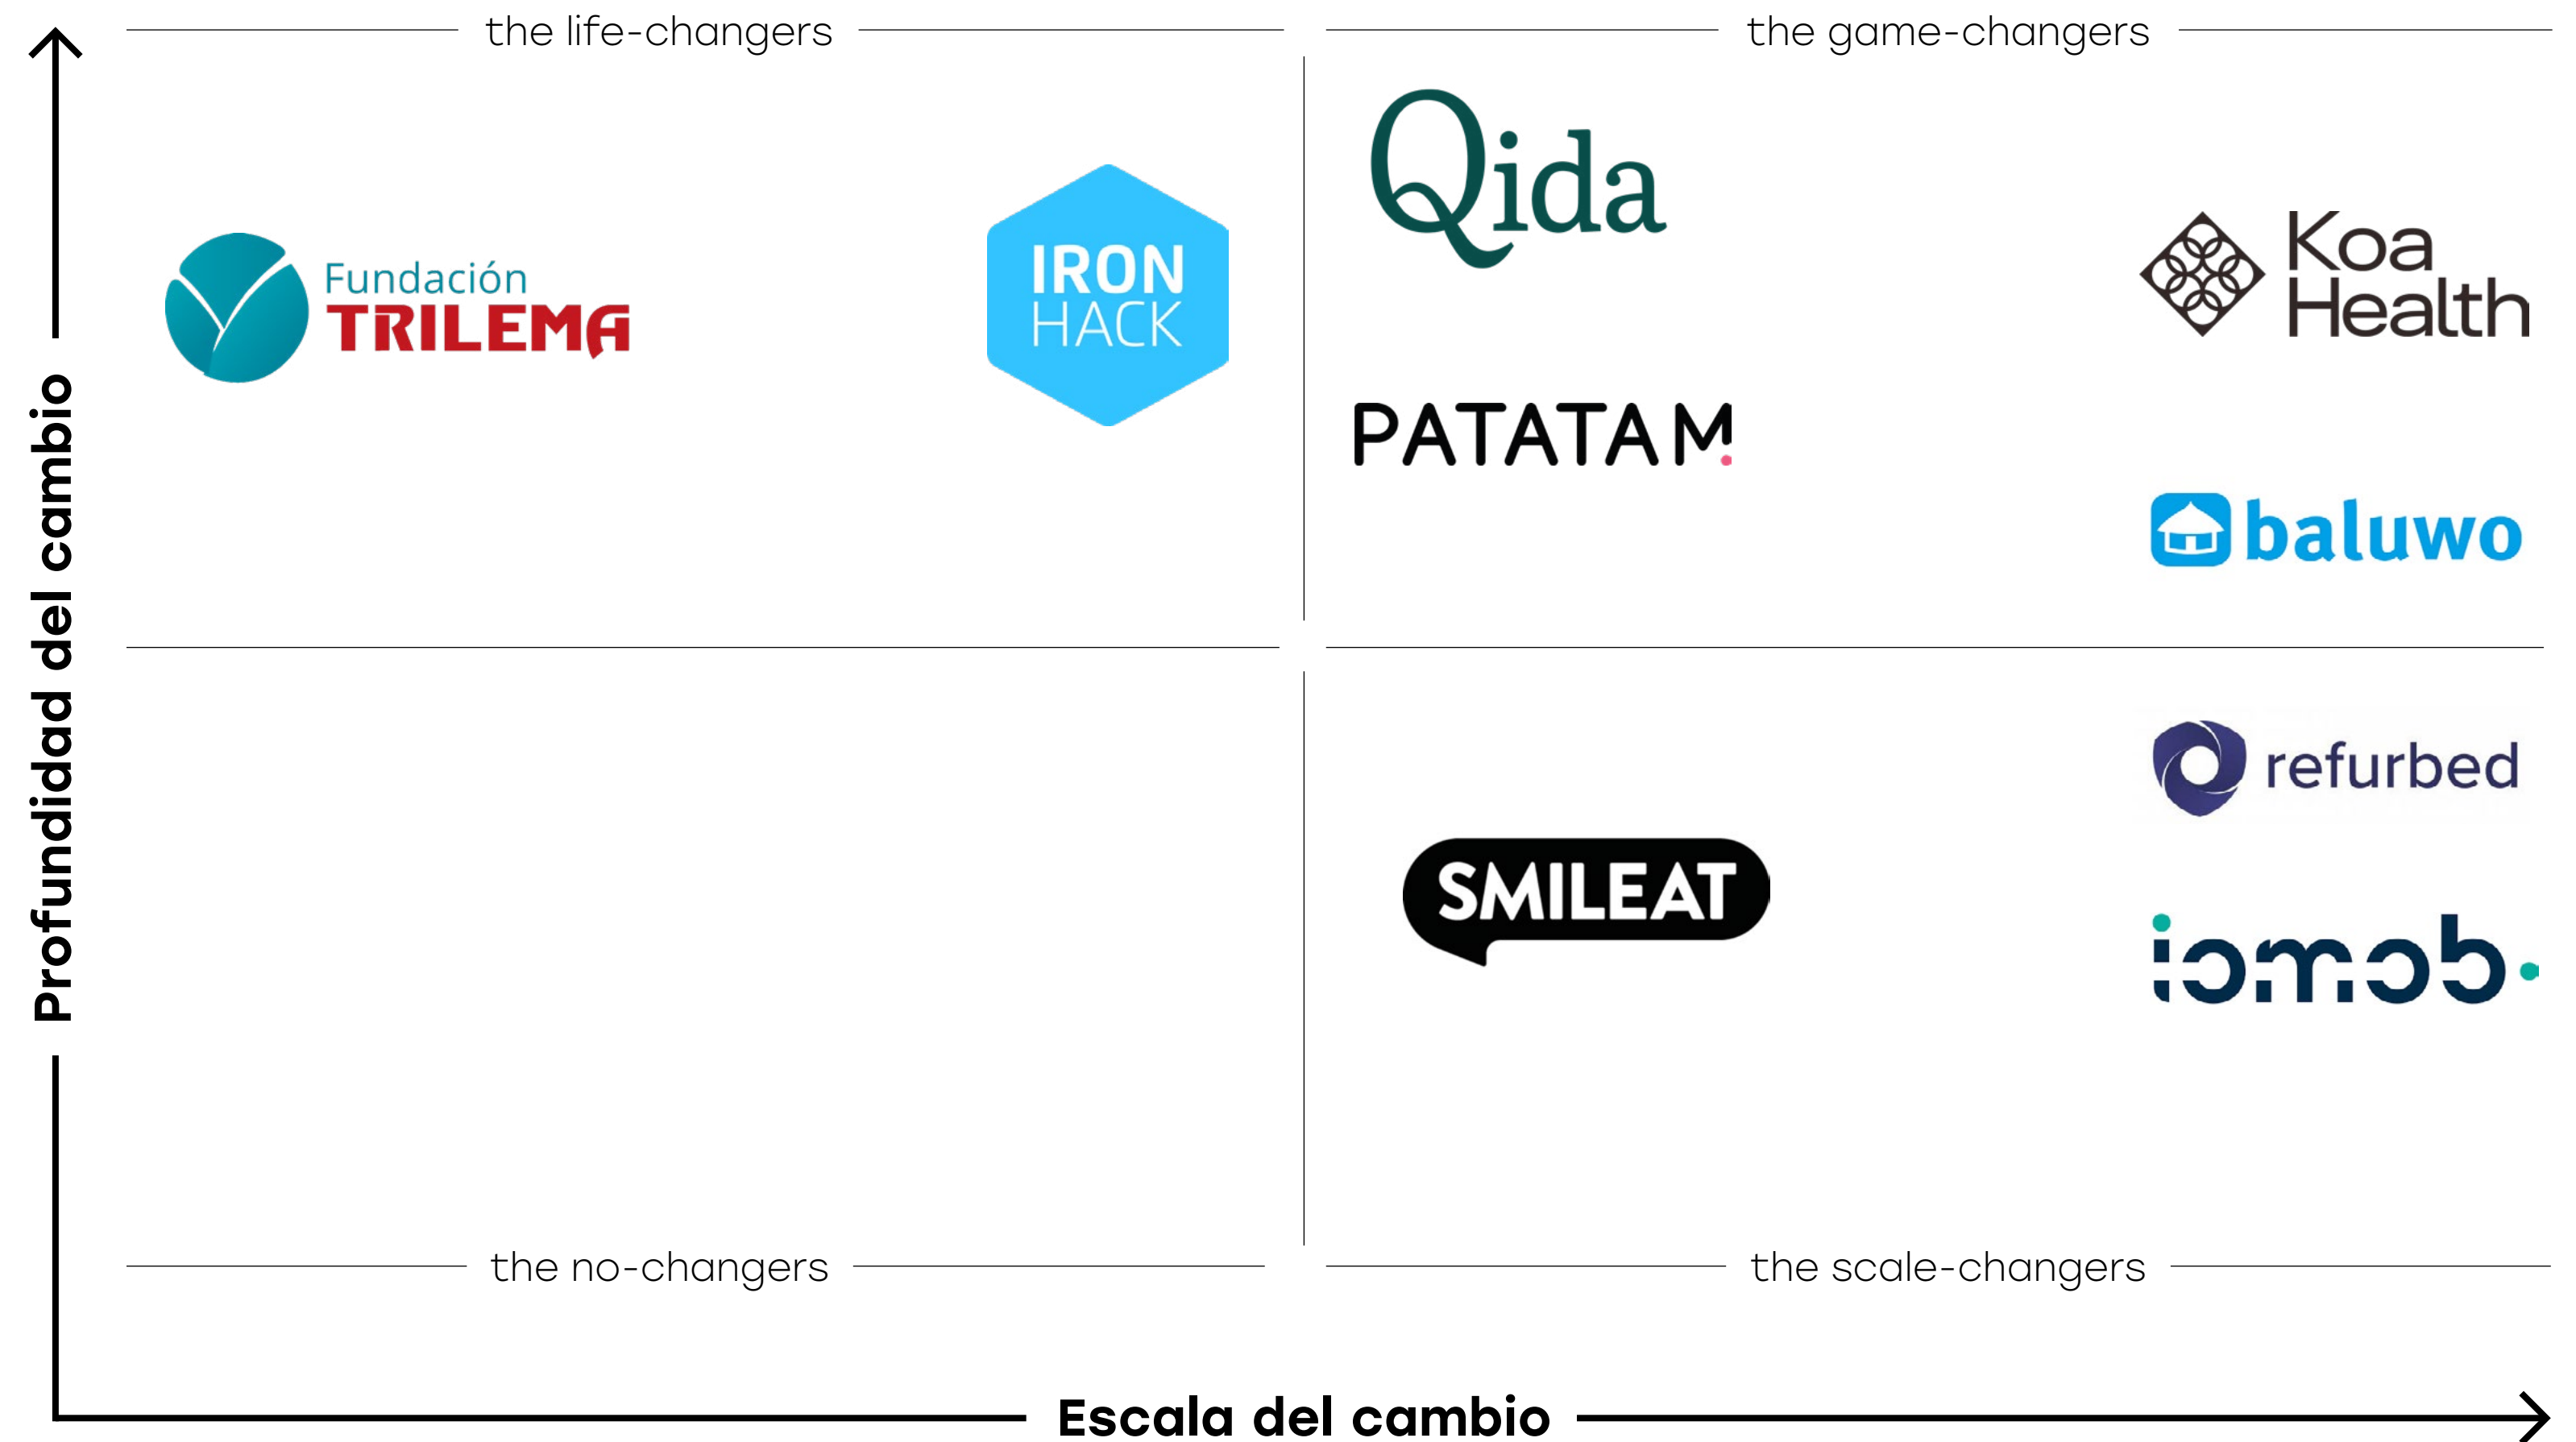 the life-changers
the game-changers
Qida
Koa
Health
IRON
HACK
Fundación
TRILEMA
PATATAM
baluwo
Profundidad del cambio
refurbed
SMILEAT
iomob
the no-changers
the scale-changers
Escala del cambio